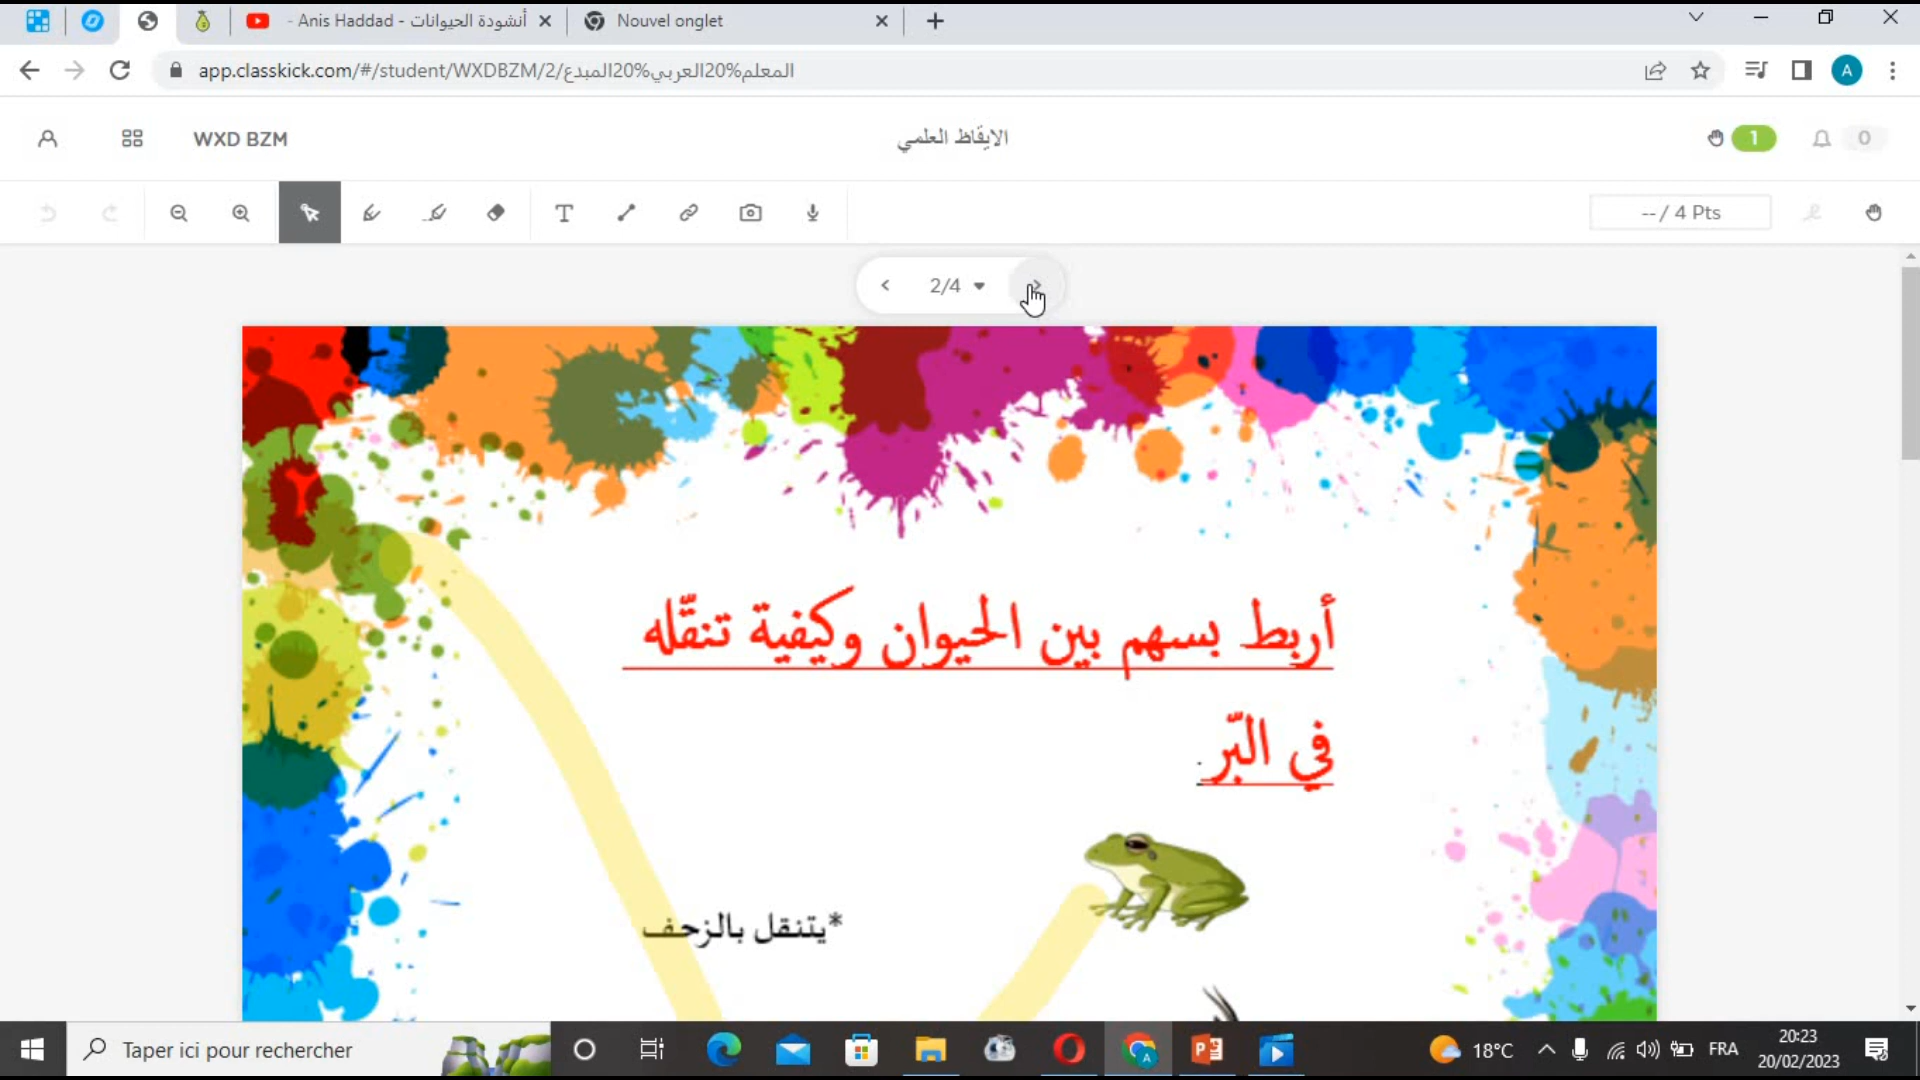 - Anis Haddad - أنشودة الحيوانات
Nouvel onglet
app.classkick.com/#/student/WXDBZM/2/المعلم%20العربي%20المبدع
A
WXD BZM
الايقاظ العلمي
1
0
T
-- / 4 Pts
2/4
أربط بسهم بين الحيوان وكيفية تنقّله
في البّر.
*يتنقل بالزحف
Taper ici pour rechercher
18°C
FRA
20:23
20/02/2023